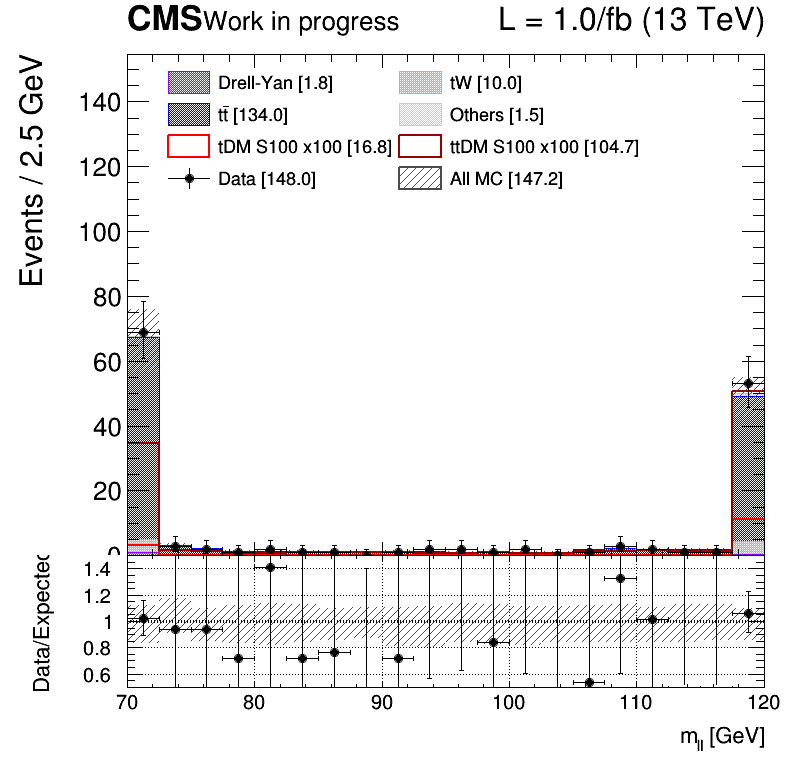 CMS Work in progress L = 1.0/fb (13 TeV)
Events / 2.5 GeV
Drell-Yan [1.8] tW [10.0]
tt̄ [134.0] Others [1.5]
tDM S100 x100 [16.8] ttDM S100 x100 [104.7]
Data [148.0] All MC [147.2]
140
120
100
80
60
40
20
0
Data/Expected
1.4
1.2
1
0.8
0.6
70 80 90 100 110 120
m_ll [GeV]